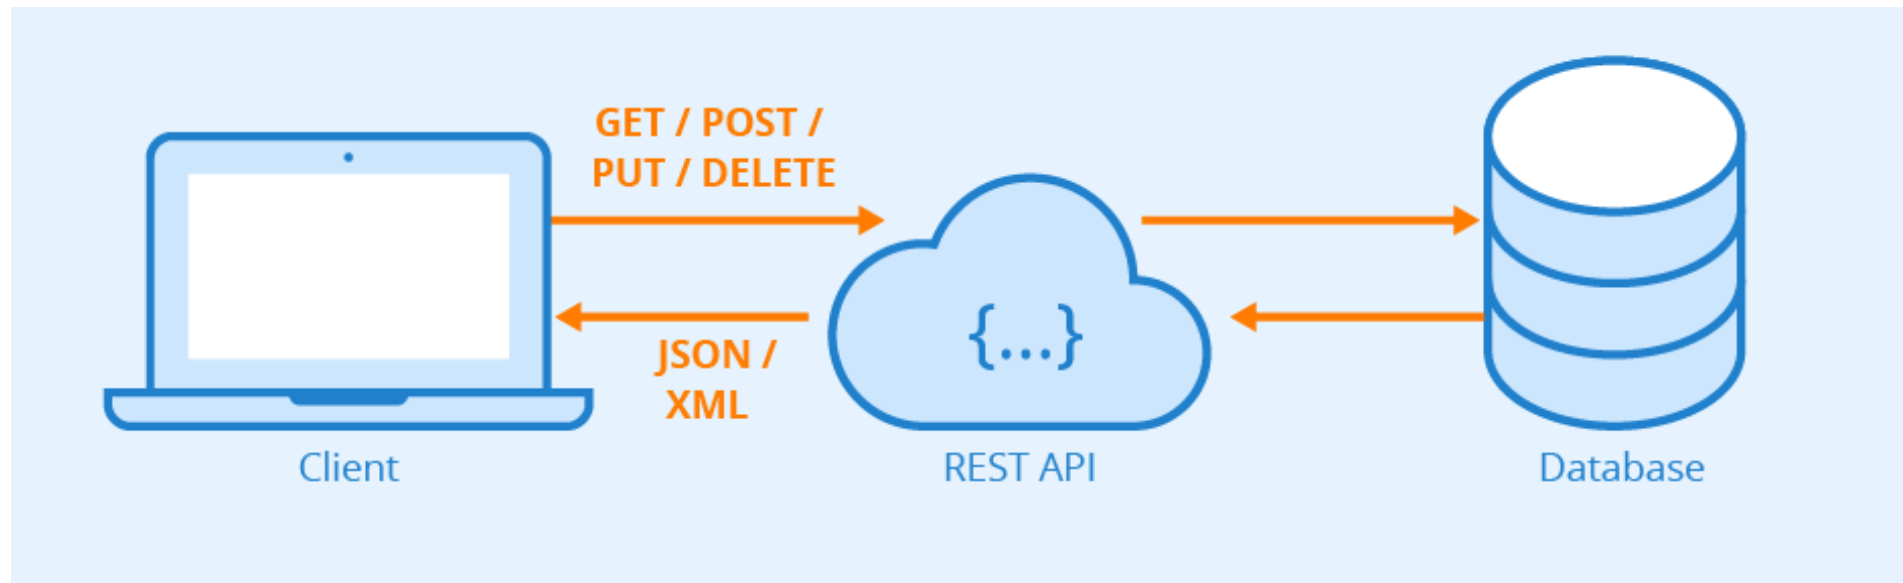 GET / POST /
PUT / DELETE
{...}
JSON /
XML
Client
REST API
Database